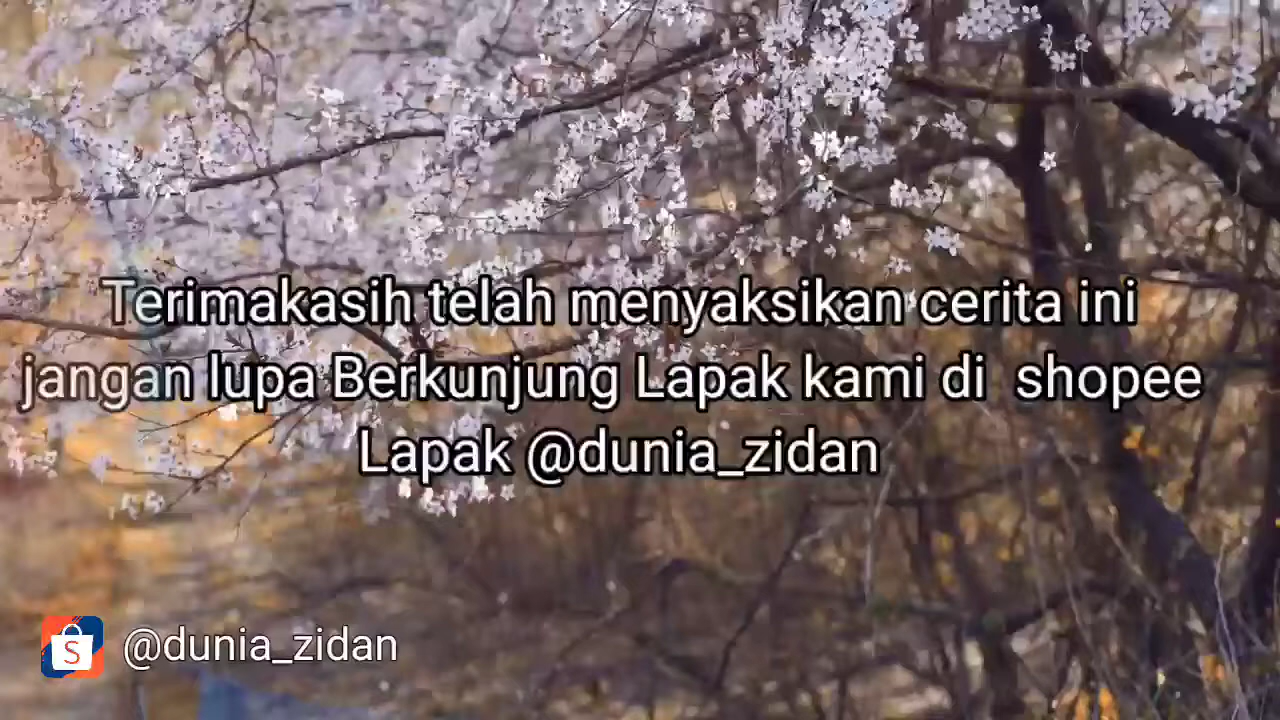 Terimakasih telah menyaksikan cerita ini
jangan lupa Berkunjung Lapak kami di shopee
Lapak @dunia_zidan
S
@dunia_zidan